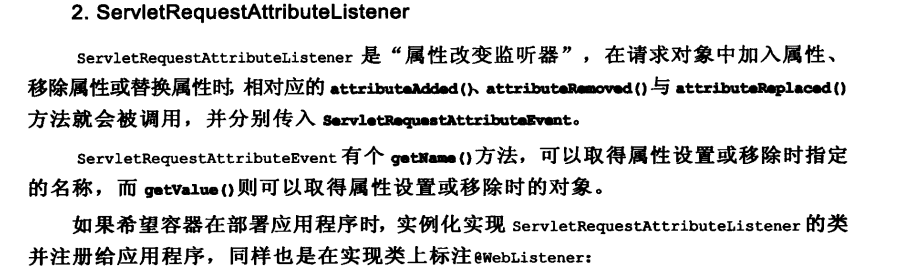 2. ServletRequestAttributeListener
ServletRequestAttributeListener 是“属性改变监听器”，在请求对象中加入属性、
移除属性或替换属性时，相对应的 attributeAdded()、attributeRemoved()与 attributeReplaced()
方法就会被调用，并分别传入 ServletRequestAttributeEvent。
ServletRequestAttributeEvent 有个 getName()方法，可以取得属性设置或移除时指定
的名称，而 getValue()则可以取得属性设置或移除时的对象。
如果希望容器在部署应用程序时，实例化实现 ServletRequestAttributeListener 的类
并注册给应用程序，同样也是在实现类上标注@WebListener：